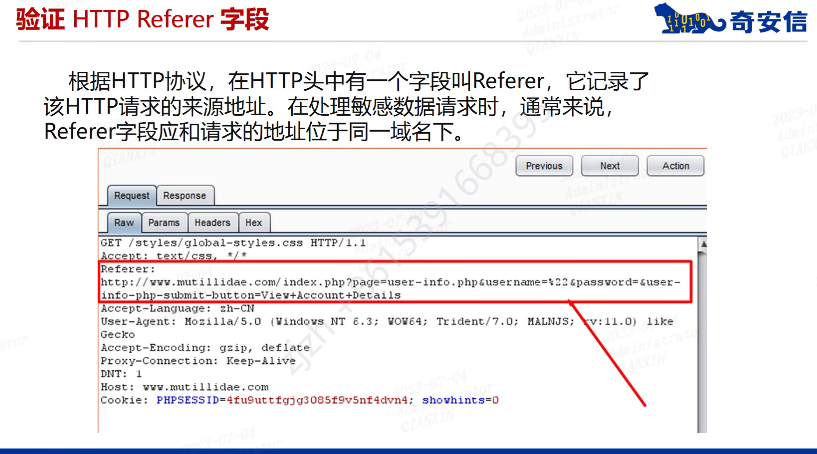 验证 HTTP Referer 字段
奇安信
根据HTTP协议，在HTTP头中有一个字段叫Referer，它记录了
该HTTP请求的来源地址。在处理敏感数据请求时，通常来说，
Referer字段应和请求的地址位于同一域名下。
Previous Next Action
Request Response
Raw Params Headers Hex
GET /styles/global-styles.css HTTP/1.1
Accept: text/css, */*
Referer:
http://www.mutillidae.com/index.php?page=user-info.php&username=%22&password=&user-
info-php-submit-button=View+Account+Details
Accept-Language: zh-CN
User-Agent: Mozilla/5.0 (Windows NT 6.3; WOW64; Trident/7.0; MALNJS; rv:11.0) like
Gecko
Accept-Encoding: gzip, deflate
Proxy-Connection: Keep-Alive
DNT: 1
Host: www.mutillidae.com
Cookie: PHPSESSID=4fu9uttfgjg3085f9v5nf4dvn4; showhints=0